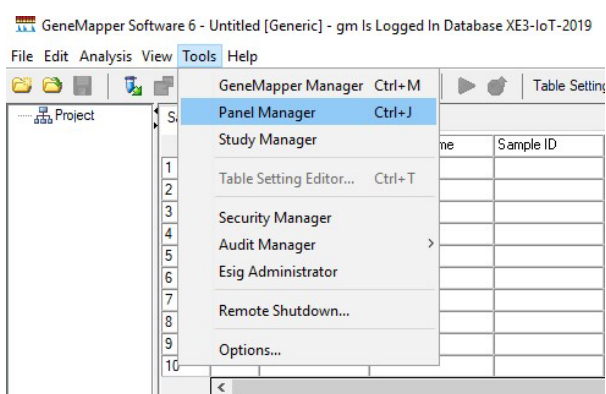 GeneMapper Software 6 - Untitled [Generic] - gm Is Logged In Database XE3-IoT-2019
File Edit Analysis View Tools Help
GeneMapper Manager Ctrl+M
Table Setting
Project
Panel Manager Ctrl+J
Study Manager
me Sample ID
Table Setting Editor... Ctrl+T
Security Manager
Audit Manager
Esig Administrator
Remote Shutdown...
Options...
1
2
3
4
5
6
7
8
9
10